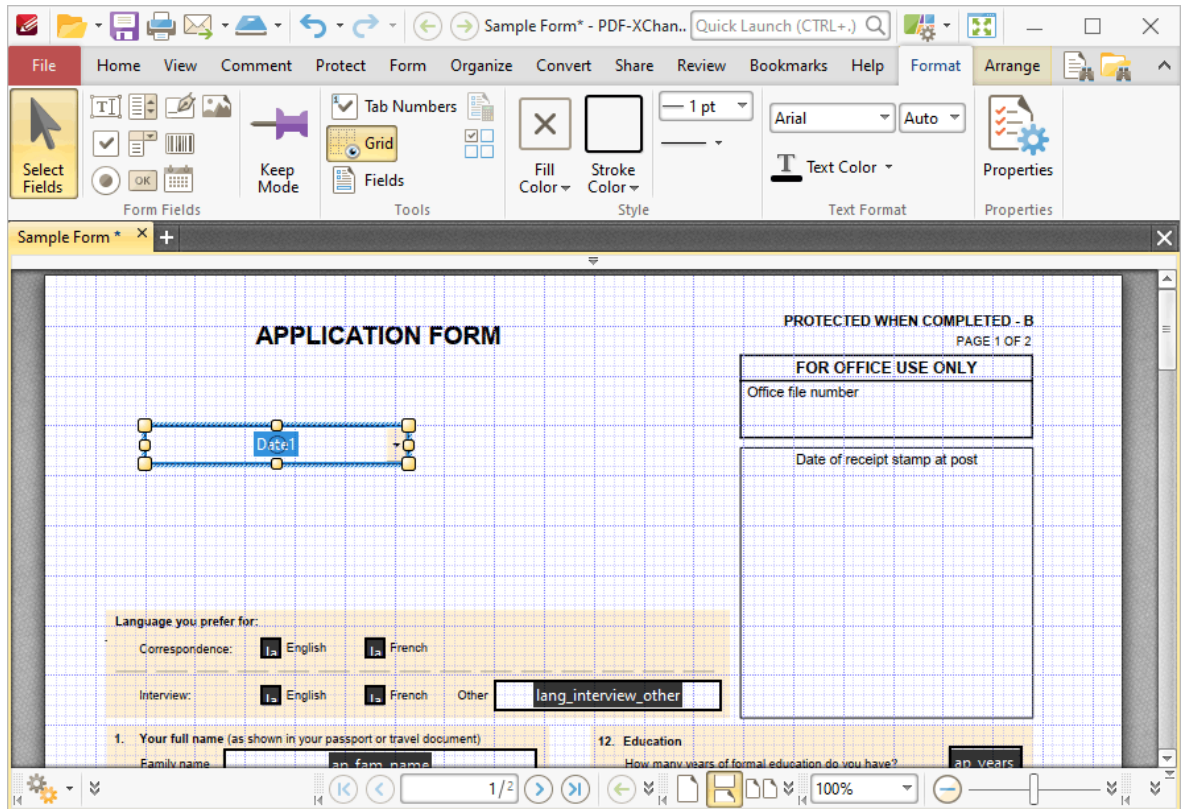 Sample Form* - PDF-XChan..
Quick Launch (CTRL+.)
File Home View Comment Protect Form Organize Convert Share Review Bookmarks Help Format Arrange
Select Fields
OK
Keep Mode
Tab Numbers
Grid
Fields
Fill Color
Stroke Color
1 pt
Arial
Auto
T Text Color
Properties
Form Fields
Tools
Style
Text Format
Properties
Sample Form *
APPLICATION FORM
PROTECTED WHEN COMPLETED - B
PAGE 1 OF 2
FOR OFFICE USE ONLY
Office file number
Date1
Date of receipt stamp at post
Language you prefer for:
Correspondence: la English la French
Interview: la English la French Other lang_interview_other
1. Your full name (as shown in your passport or travel document)
Family name ap_fam_name
12. Education
How many years of formal education do you have? ap_years
1/2
100%